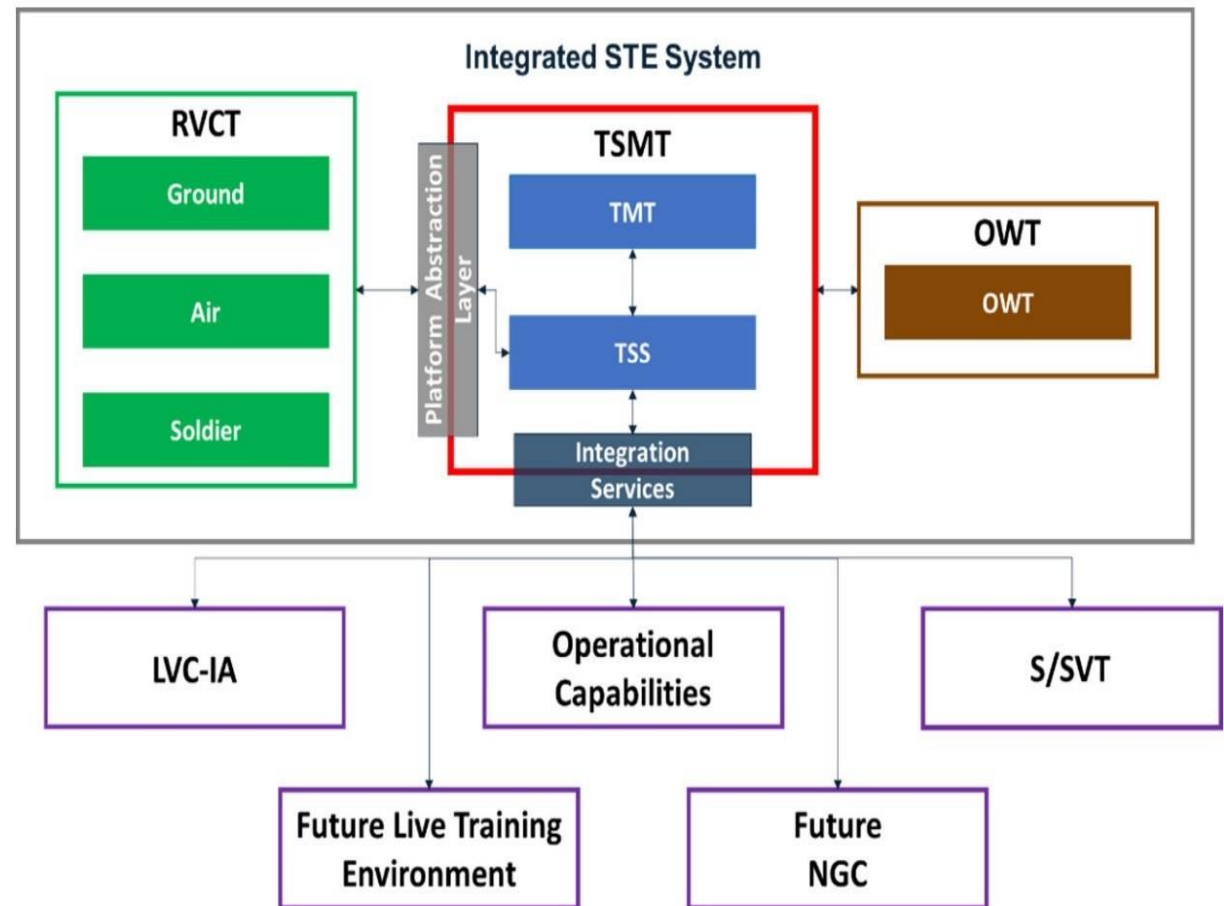 Integrated STE System
RVCT
Ground
Air
Soldier
Platform Abstraction
Layer
TSMT
TMT
TSS
Integration
Services
OWT
OWT
LVC-IA
Operational
Capabilities
S/SVT
Future Live Training
Environment
Future
NGC